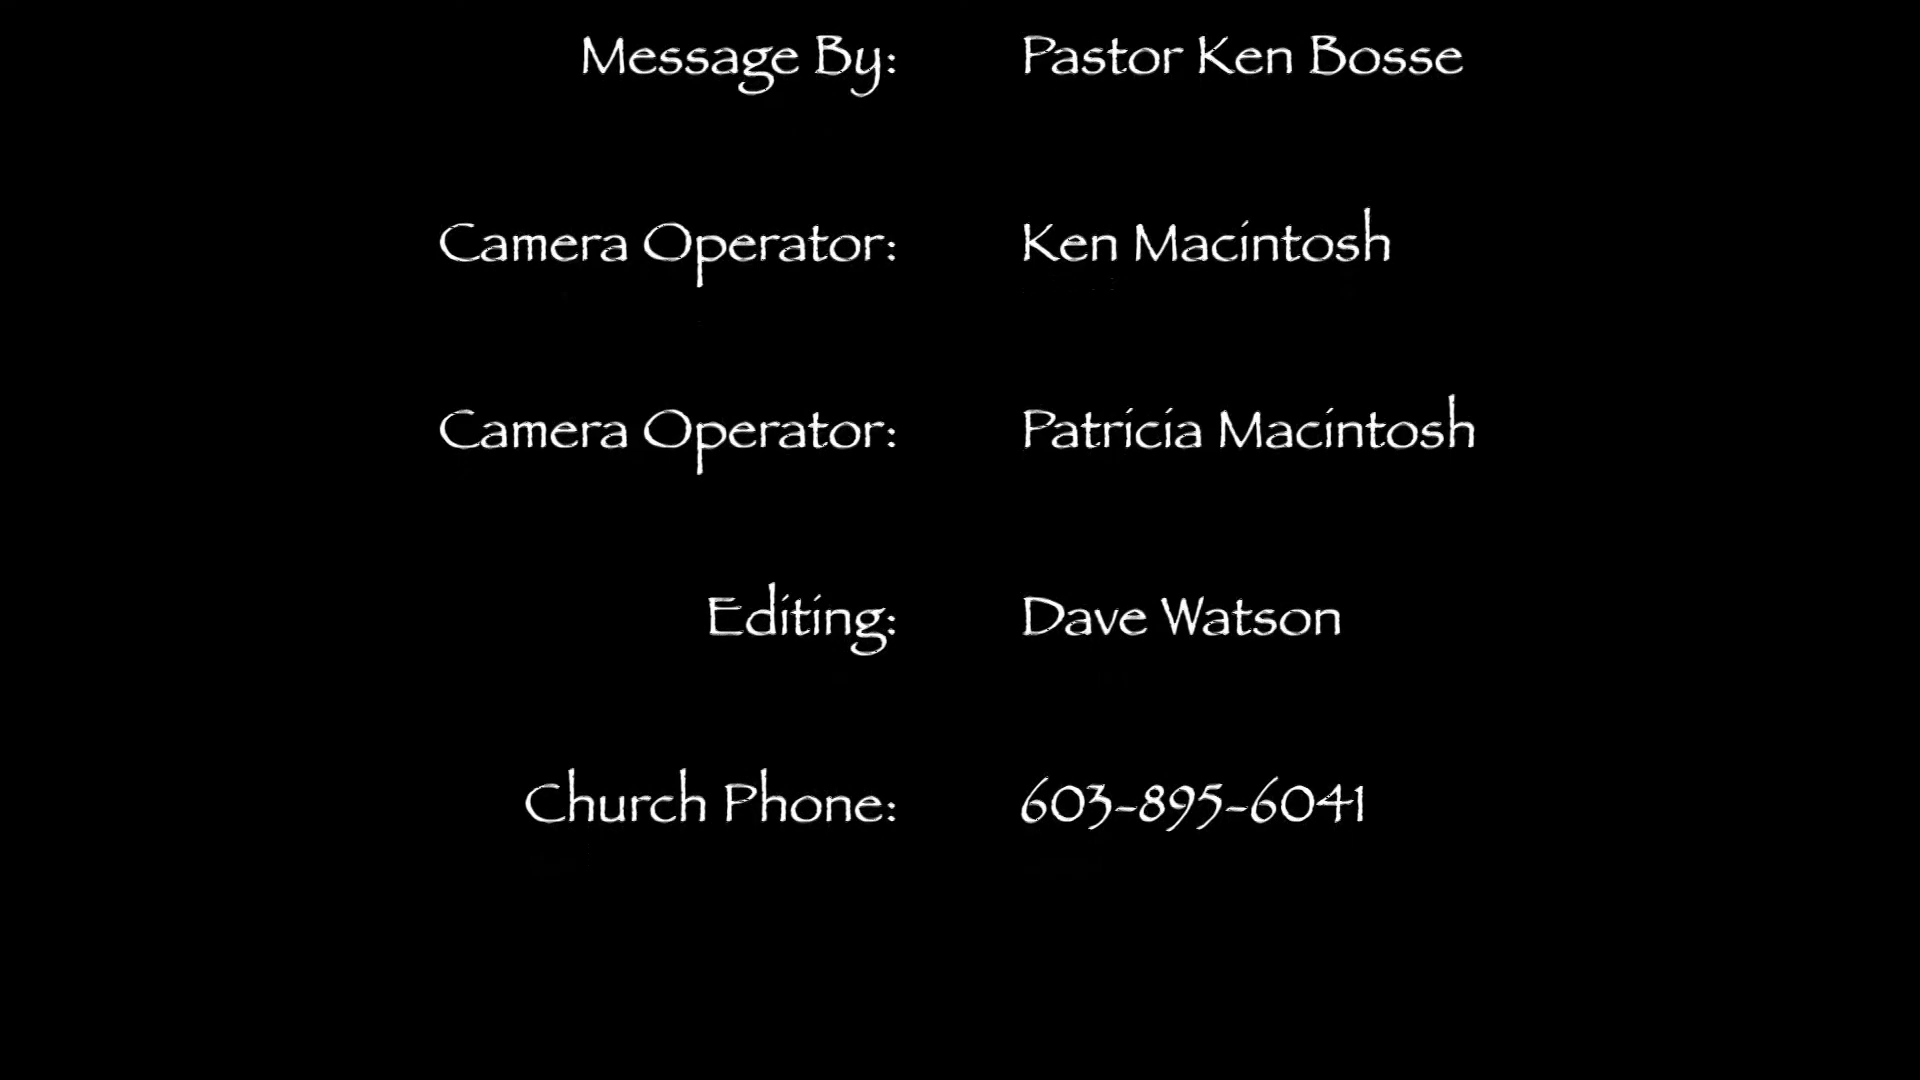 Message By: Pastor Ken Bosse
Camera Operator: Ken Macintosh
Camera Operator: Patricia Macintosh
Editing: Dave Watson
Church Phone: 603-895-6041